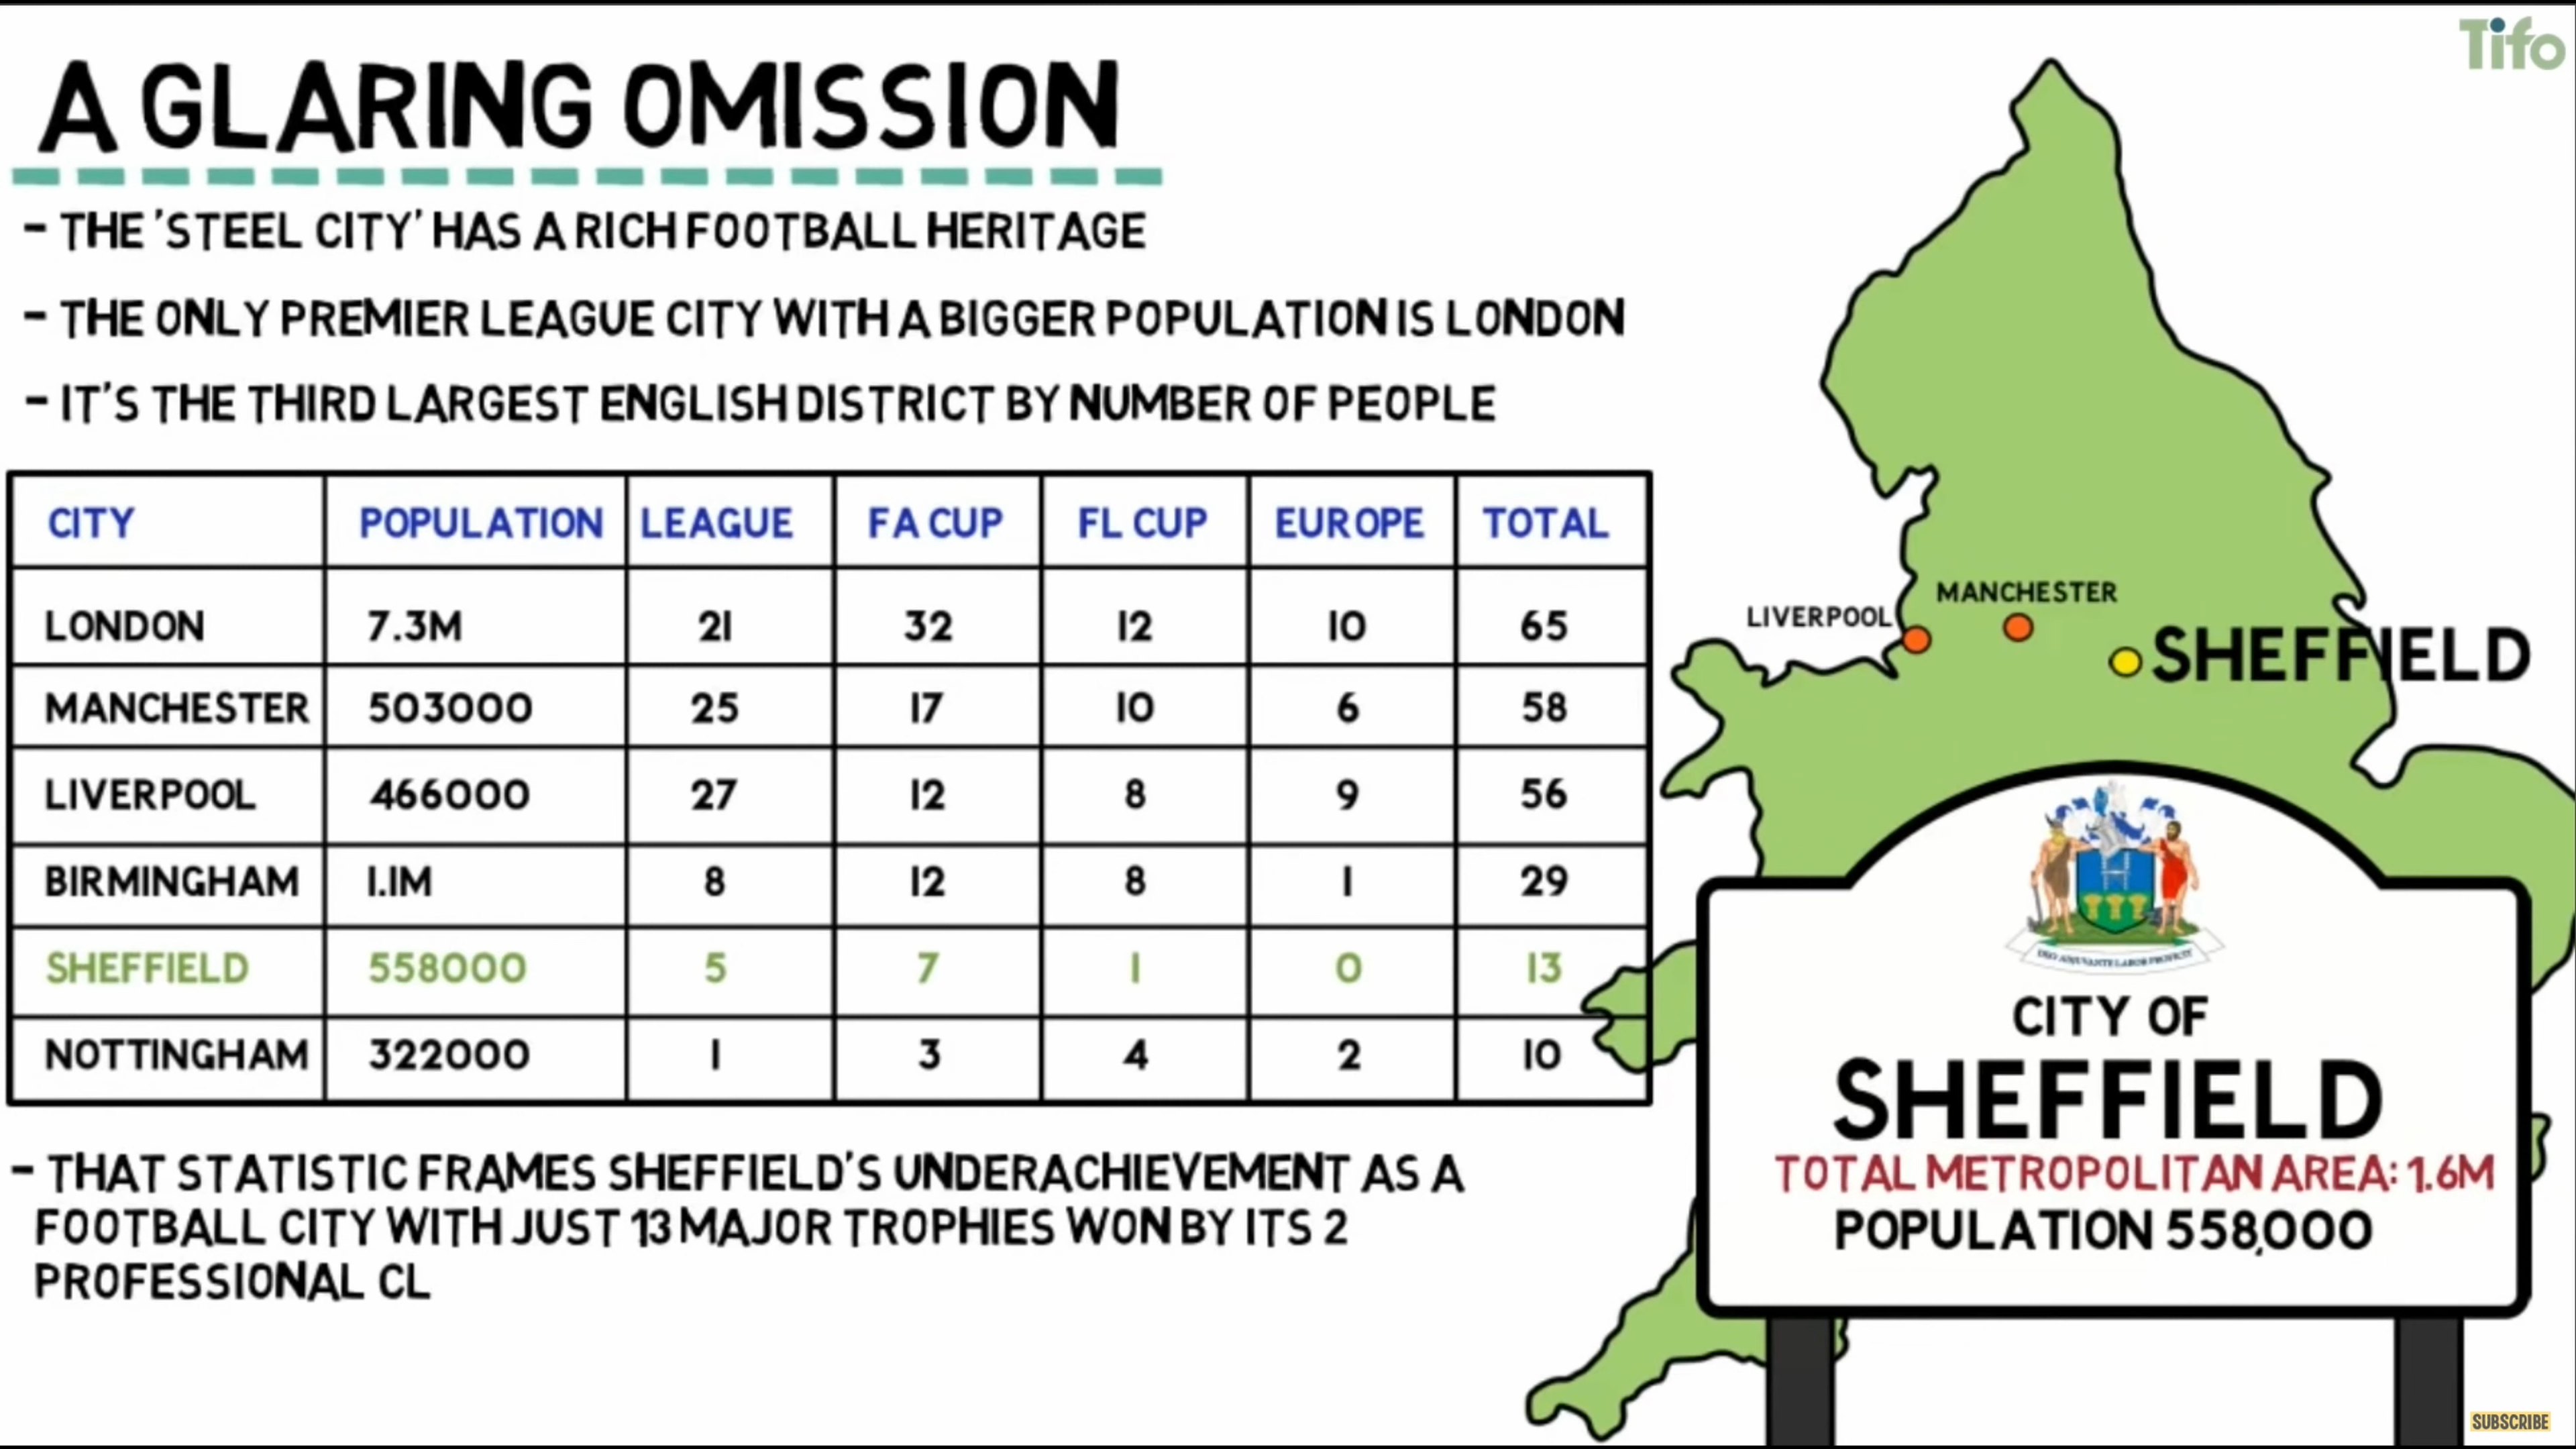 Tifo
A GLARING OMISSION
- THE 'STEEL CITY' HAS A RICH FOOTBALL HERITAGE
- THE ONLY PREMIER LEAGUE CITY WITH A BIGGER POPULATION IS LONDON
- IT'S THE THIRD LARGEST ENGLISH DISTRICT BY NUMBER OF PEOPLE
CITY POPULATION LEAGUE FA CUP FL CUP EUROPE TOTAL
LONDON 7.3M 21 32 12 10 65
MANCHESTER 503000 25 17 10 6 58
LIVERPOOL 466000 27 12 8 9 56
BIRMINGHAM 1.1M 8 12 8 1 29
SHEFFIELD 558000 5 7 1 0 13
NOTTINGHAM 322000 1 3 4 2 10
- THAT STATISTIC FRAMES SHEFFIELD'S UNDERACHIEVEMENT AS A
FOOTBALL CITY WITH JUST 13 MAJOR TROPHIES WON BY ITS 2
PROFESSIONAL CL
MANCHESTER
LIVERPOOL
SHEFFIELD
DEO ADJUVANTE LABOR PROFICIT
CITY OF
SHEFFIELD
TOTAL METROPOLITAN AREA: 1.6M
POPULATION 558,000
SUBSCRIBE